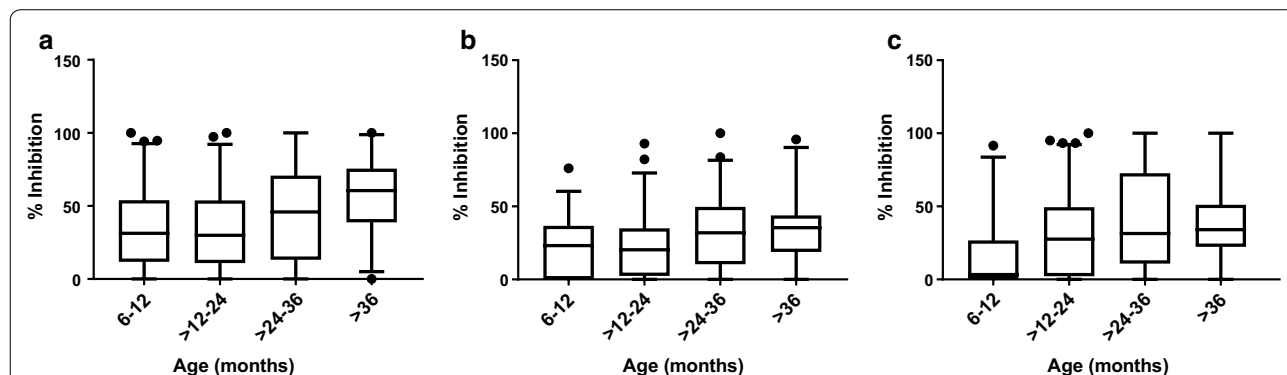 a
150
100
50
0
% Inhibition
6-12
>12-24
>24-36
>36
Age (months)
b
150
100
50
0
% Inhibition
6-12
>12-24
>24-36
>36
Age (months)
c
150
100
50
0
% Inhibition
6-12
>12-24
>24-36
>36
Age (months)